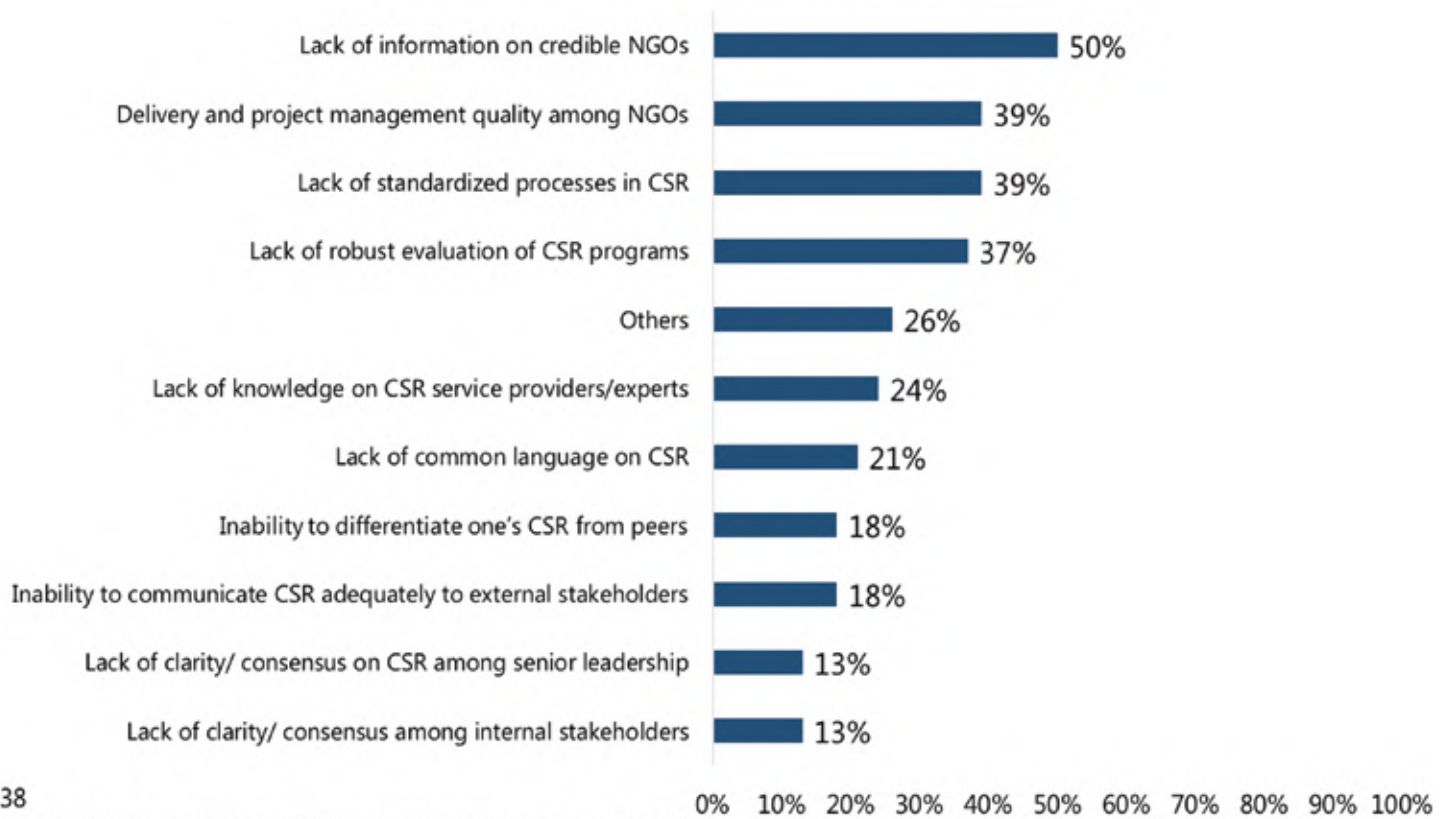 Lack of information on credible NGOs 50%
Delivery and project management quality among NGOs 39%
Lack of standardized processes in CSR 39%
Lack of robust evaluation of CSR programs 37%
Others 26%
Lack of knowledge on CSR service providers/experts 24%
Lack of common language on CSR 21%
Inability to differentiate one's CSR from peers 18%
Inability to communicate CSR adequately to external stakeholders 18%
Lack of clarity/ consensus on CSR among senior leadership 13%
Lack of clarity/ consensus among internal stakeholders 13%
38
0% 10% 20% 30% 40% 50% 60% 70% 80% 90% 100%